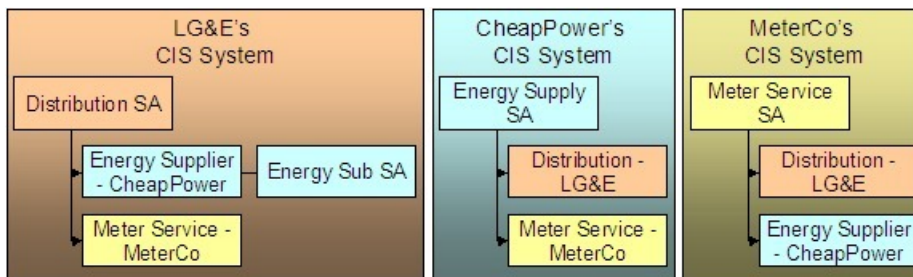 LG&E's
CIS System
Distribution SA
Energy Supplier
- CheapPower
Energy Sub SA
Meter Service -
MeterCo
CheapPower's
CIS System
Energy Supply
SA
Distribution -
LG&E
Meter Service -
MeterCo
MeterCo's
CIS System
Meter Service
SA
Distribution -
LG&E
Energy Supplier
- CheapPower